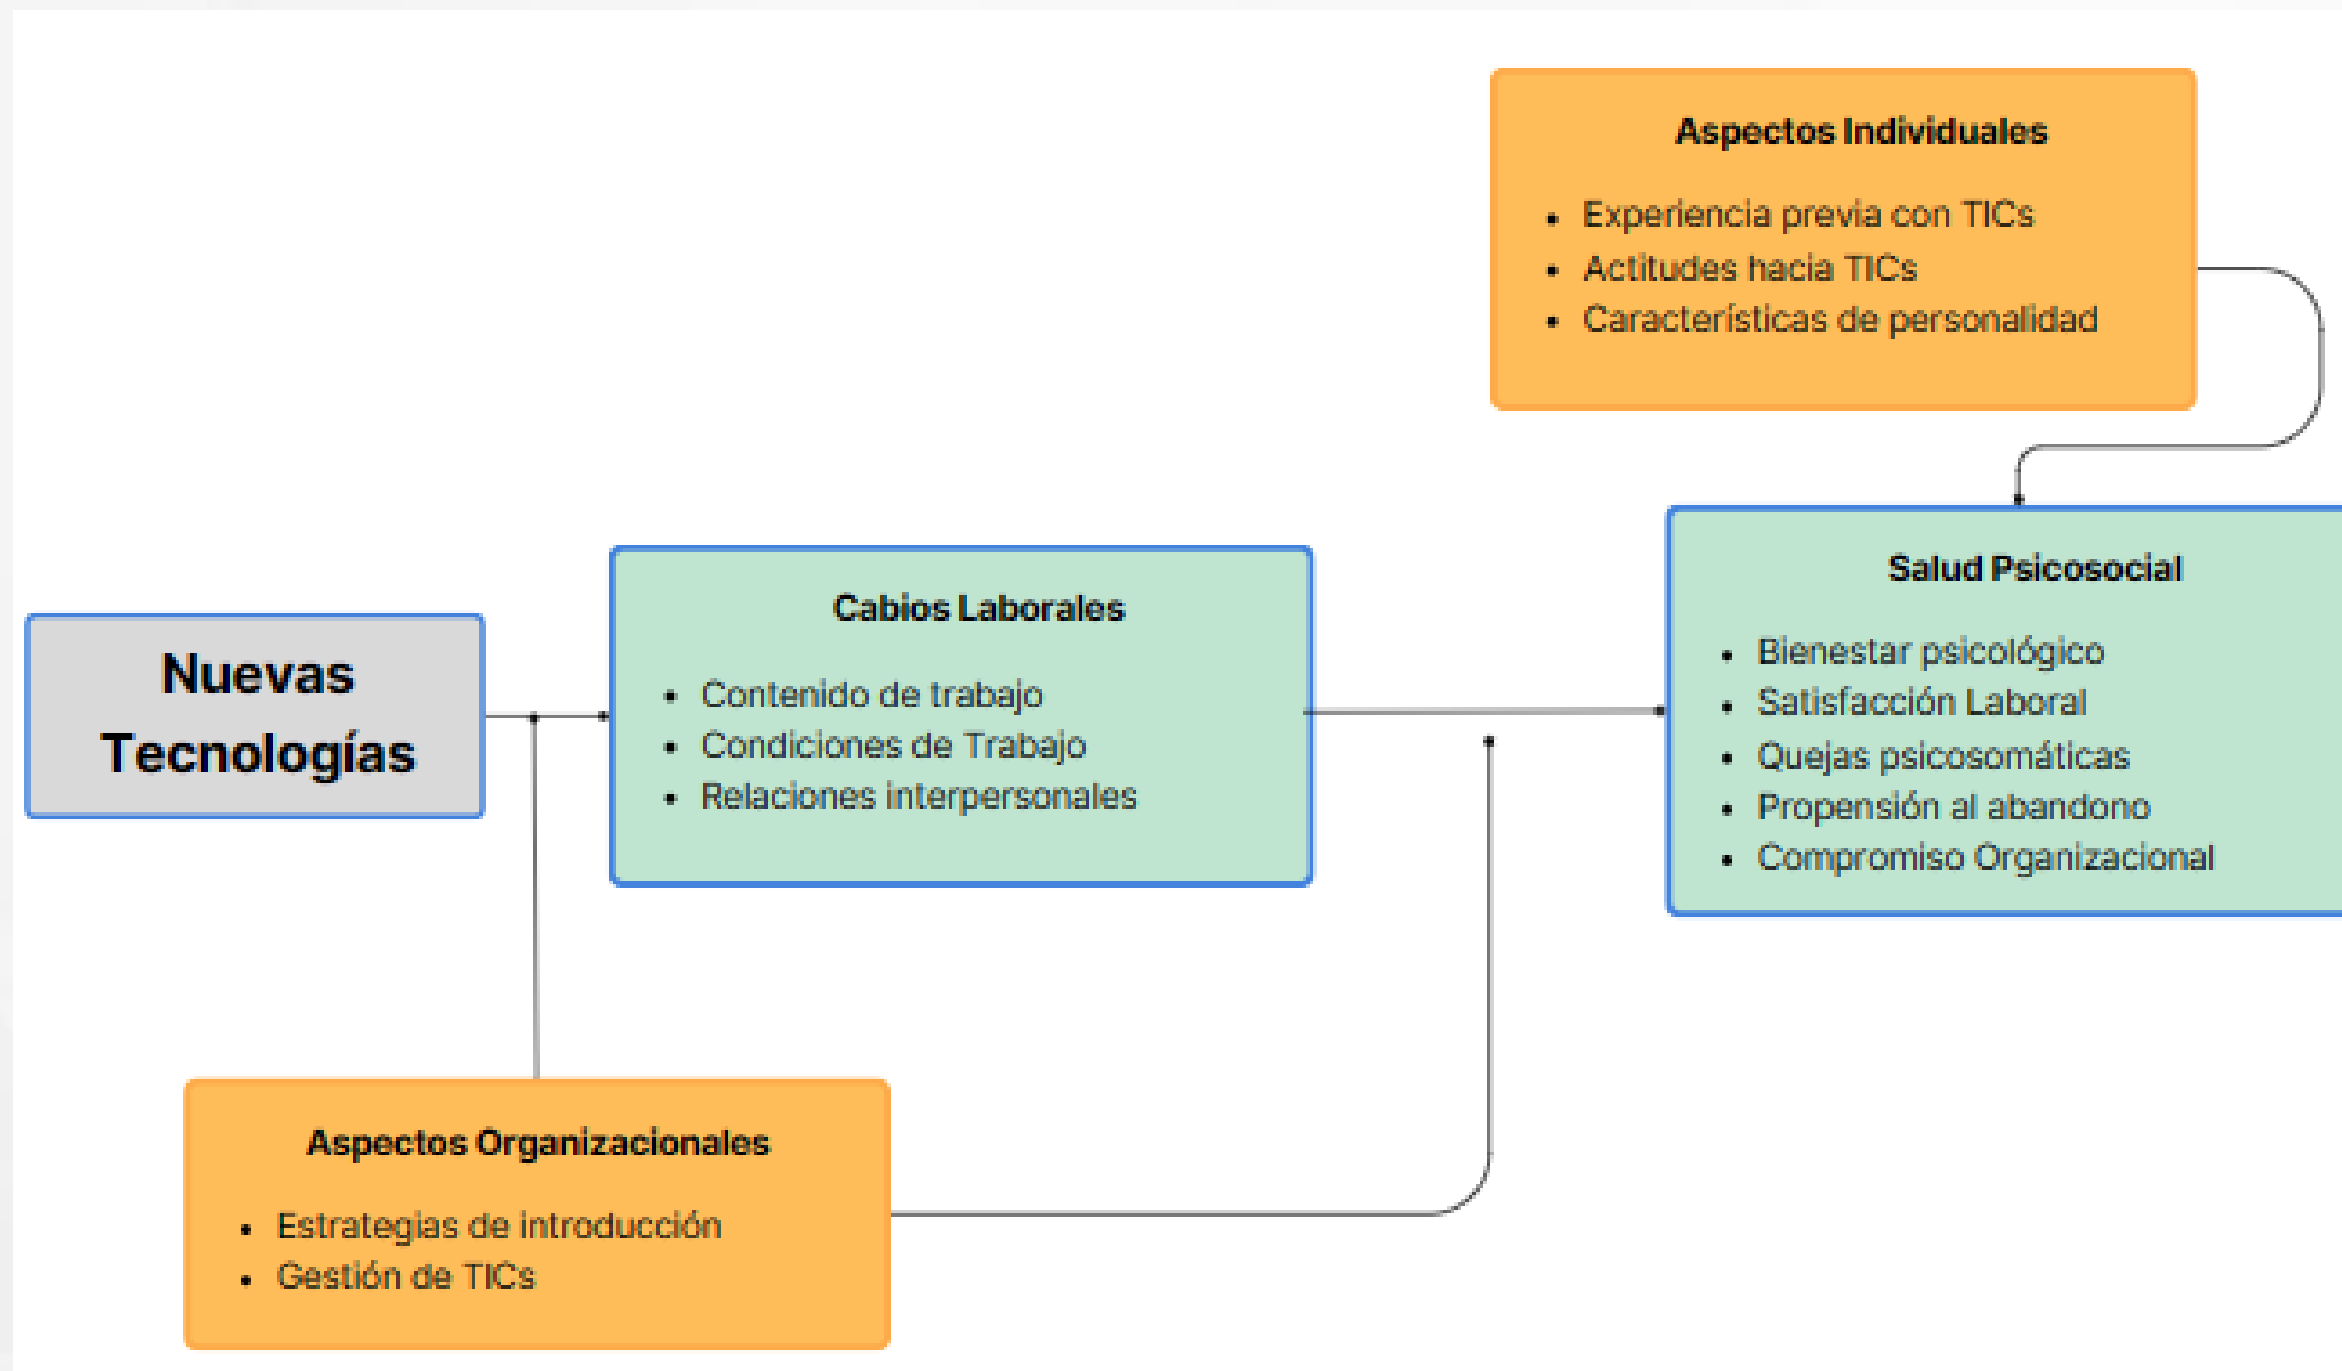 Aspectos Individuales
• Experiencia previa con TICs
• Actitudes hacia TICs
• Características de personalidad
Nuevas
Tecnologías
Cabios Laborales
• Contenido de trabajo
• Condiciones de Trabajo
• Relaciones interpersonales
Salud Psicosocial
• Bienestar psicológico
• Satisfacción Laboral
• Quejas psicosomáticas
• Propensión al abandono
• Compromiso Organizacional
Aspectos Organizacionales
• Estrategias de introducción
• Gestión de TICs